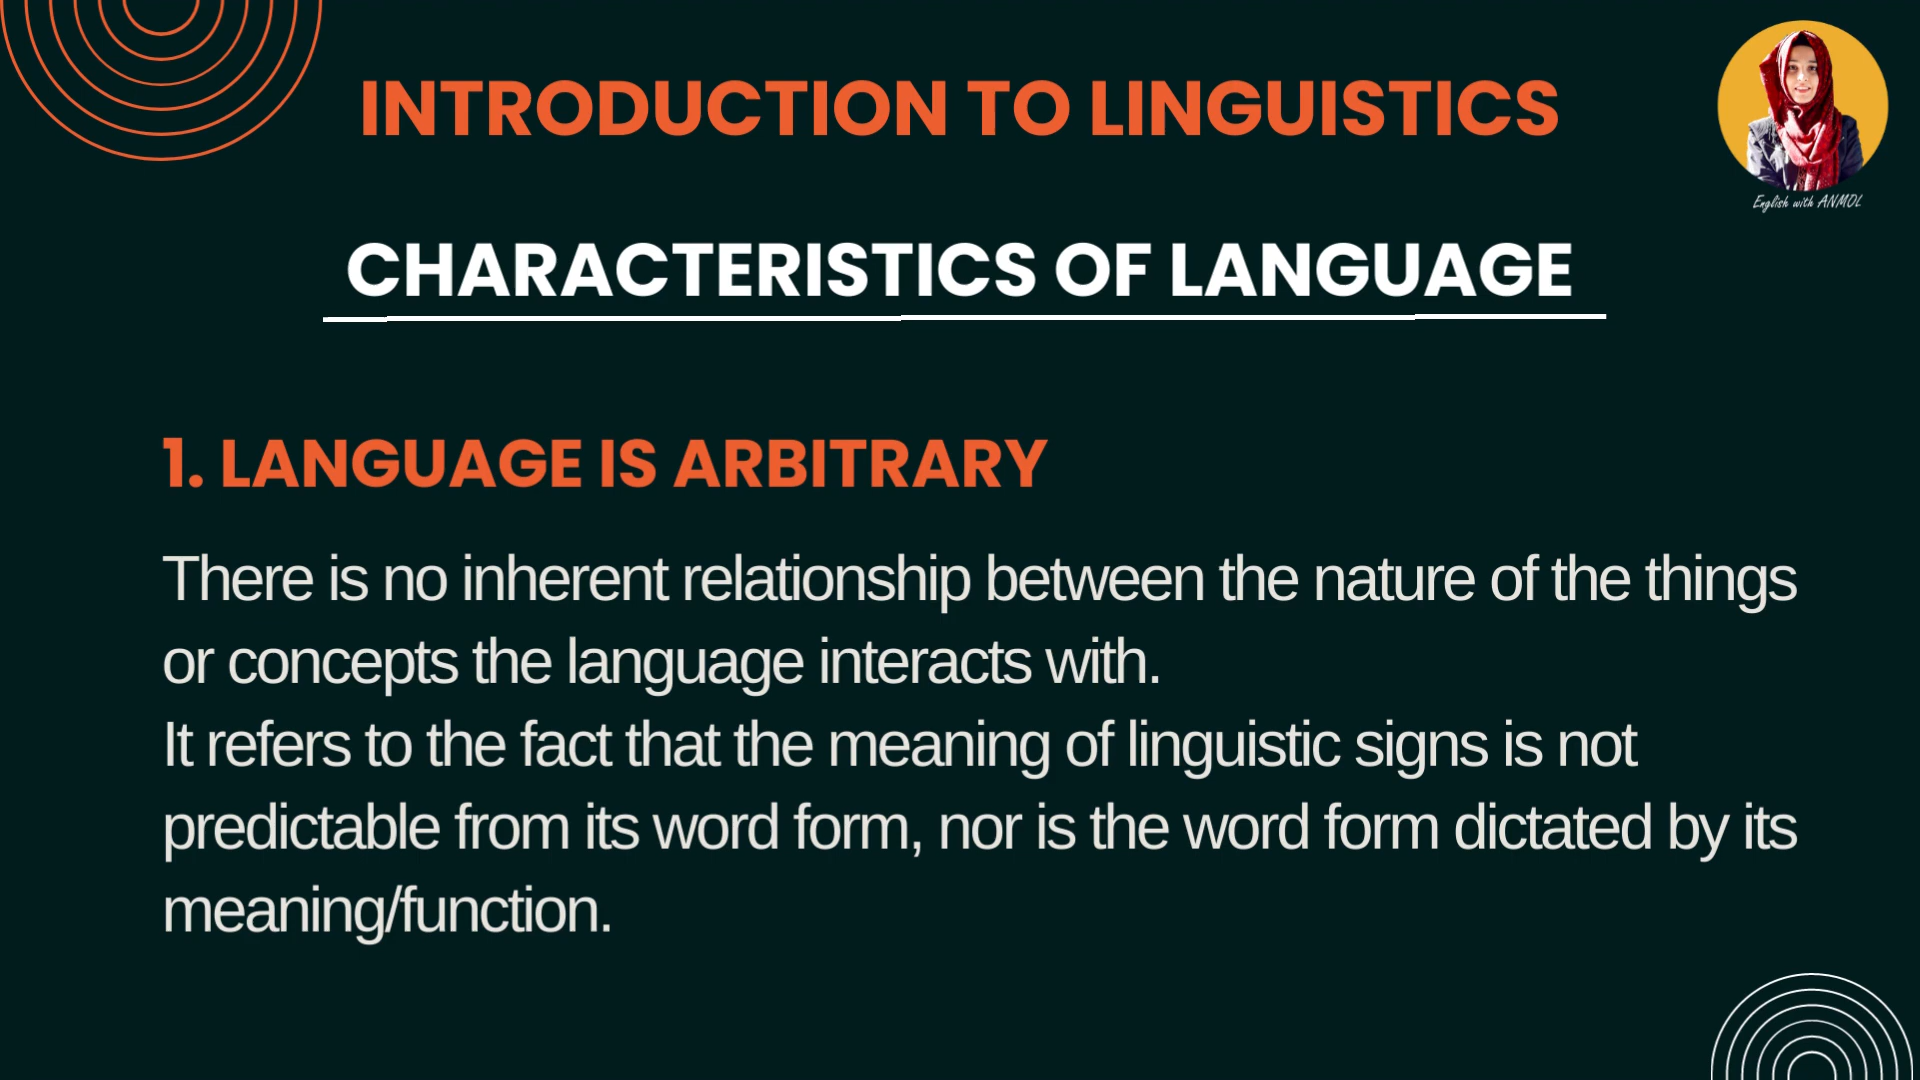 INTRODUCTION TO LINGUISTICS
English with ANMOL
CHARACTERISTICS OF LANGUAGE
1. LANGUAGE IS ARBITRARY
There is no inherent relationship between the nature of the things
or concepts the language interacts with.
It refers to the fact that the meaning of linguistic signs is not
predictable from its word form, nor is the word form dictated by its
meaning/function.